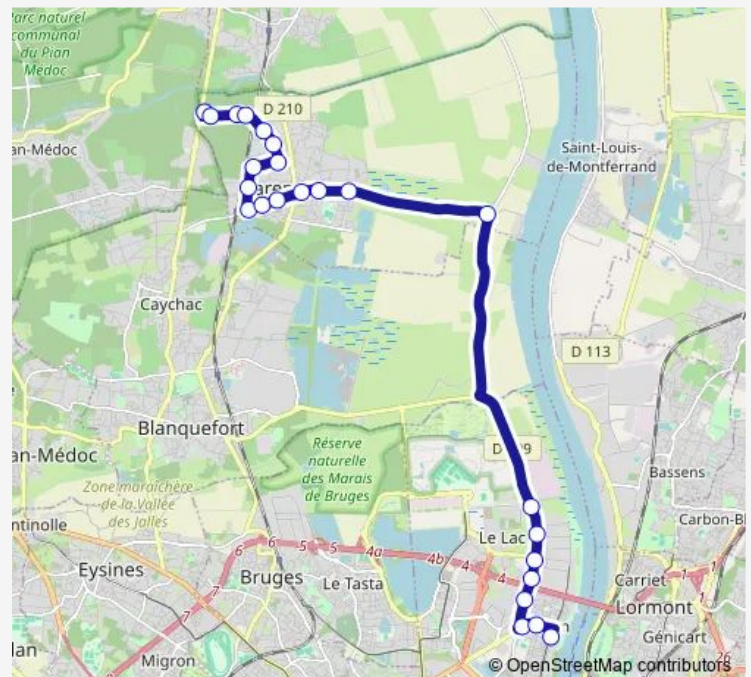 Parc naturel
communal
du Pian
Médoc
D 210
an-Médoc
Saint-Louis-
de-Montferrand
Caychac
D 113
Blanquefort
Réserve
naturelle
des Marais
de Bruges
an-Médoc
Bassens
Zone maraîchère
de la Vallée
des Jalles
ntinolle
Carbon-B
Le Lac
6
6
5
5
4a
4b
4
4
Eysines
Bruges
Le Tasta
Carriet
1
1
Lormont
7
7
Génicart
lan
Migron
26
© OpenStreetMap contributors